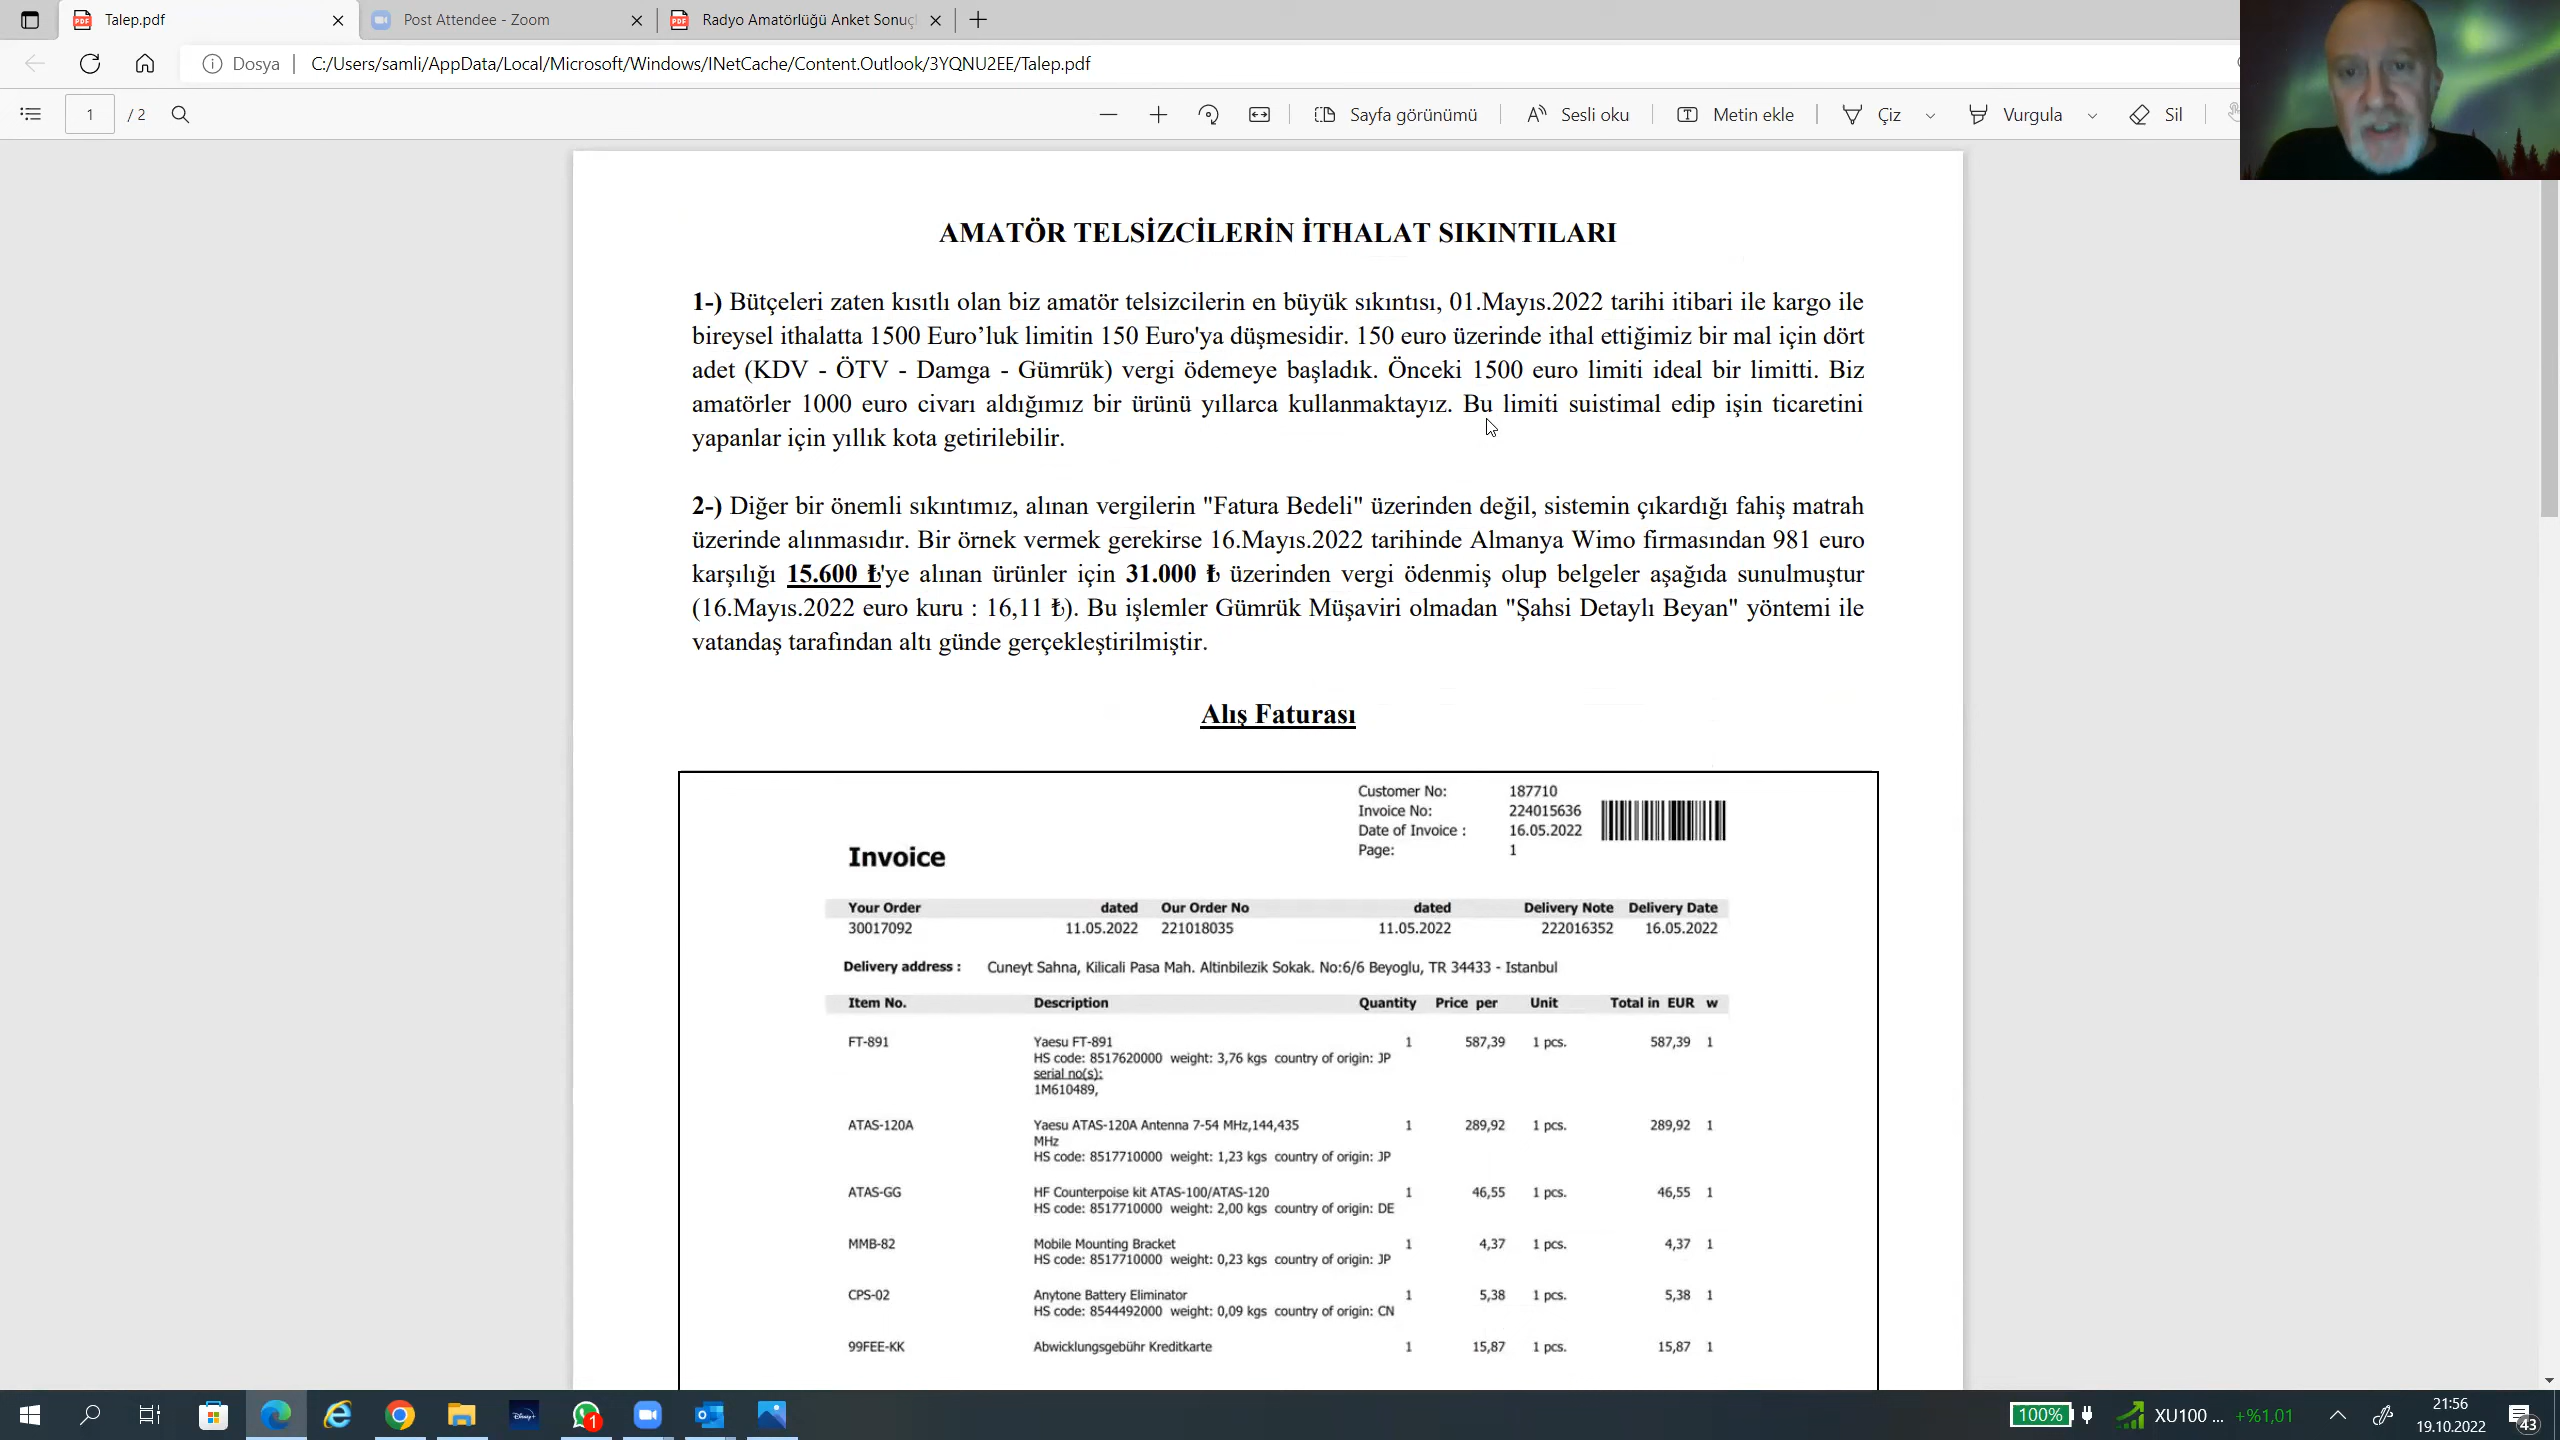 Talep.pdf
Post Attendee - Zoom
Radyo Amatörlüğü Anket Sonuç
Dosya
C:/Users/samli/AppData/Local/Microsoft/Windows/INetCache/Content.Outlook/3YQNU2EE/Talep.pdf
1 / 2
Sayfa görünümü
Sesli oku
Metin ekle
Çiz
Vurgula
Sil
AMATÖR TELSİZCİLERİN İTHALAT SIKINTILARI
1-) Bütçeleri zaten kısıtlı olan biz amatör telsizcilerin en büyük sıkıntısı, 01.Mayıs.2022 tarihi itibari ile kargo ile
bireysel ithalatta 1500 Euro’luk limitin 150 Euro'ya düşmesidir. 150 euro üzerinde ithal ettiğimiz bir mal için dört
adet (KDV - ÖTV - Damga - Gümrük) vergi ödemeye başladık. Önceki 1500 euro limiti ideal bir limitti. Biz
amatörler 1000 euro civarı aldığımız bir ürünü yıllarca kullanmaktayız. Bu limiti suistimal edip işin ticaretini
yapanlar için yıllık kota getirilebilir.
2-) Diğer bir önemli sıkıntımız, alınan vergilerin "Fatura Bedeli" üzerinden değil, sistemin çıkardığı fahiş matrah
üzerinde alınmasıdır. Bir örnek vermek gerekirse 16.Mayıs.2022 tarihinde Almanya Wimo firmasından 981 euro
karşılığı 15.600 ₺'ye alınan ürünler için 31.000 ₺ üzerinden vergi ödenmiş olup belgeler aşağıda sunulmuştur
(16.Mayıs.2022 euro kuru : 16,11 ₺). Bu işlemler Gümrük Müşaviri olmadan "Şahsi Detaylı Beyan" yöntemi ile
vatandaş tarafından altı günde gerçekleştirilmiştir.
Alış Faturası
Customer No: 187710
Invoice No: 224015636
Date of Invoice : 16.05.2022
Page: 1
Invoice
Your Order dated Our Order No dated Delivery Note Delivery Date
30017092 11.05.2022 221018035 11.05.2022 222016352 16.05.2022
Delivery address : Cuneyt Sahna, Kilicali Pasa Mah. Altinbilezik Sokak. No:6/6 Beyoglu, TR 34433 - Istanbul
Item No. Description Quantity Price per Unit Total in EUR w
FT-891 Yaesu FT-891 1 587,39 1 pcs. 587,39 1
HS code: 8517620000 weight: 3,76 kgs country of origin: JP
serial no(s):
1M610489,
ATAS-120A Yaesu ATAS-120A Antenna 7-54 MHz,144,435 1 289,92 1 pcs. 289,92 1
MHz
HS code: 8517710000 weight: 1,23 kgs country of origin: JP
ATAS-GG HF Counterpoise kit ATAS-100/ATAS-120 1 46,55 1 pcs. 46,55 1
HS code: 8517710000 weight: 2,00 kgs country of origin: DE
MMB-82 Mobile Mounting Bracket 1 4,37 1 pcs. 4,37 1
HS code: 8517710000 weight: 0,23 kgs country of origin: JP
CPS-02 Anytone Battery Eliminator 1 5,38 1 pcs. 5,38 1
HS code: 8544492000 weight: 0,09 kgs country of origin: CN
99FEE-KK Abwicklungsgebühr Kreditkarte 1 15,87 1 pcs. 15,87 1
Disney+
1
100%
XU100 ... +%1,01
21:56
19.10.2022
43